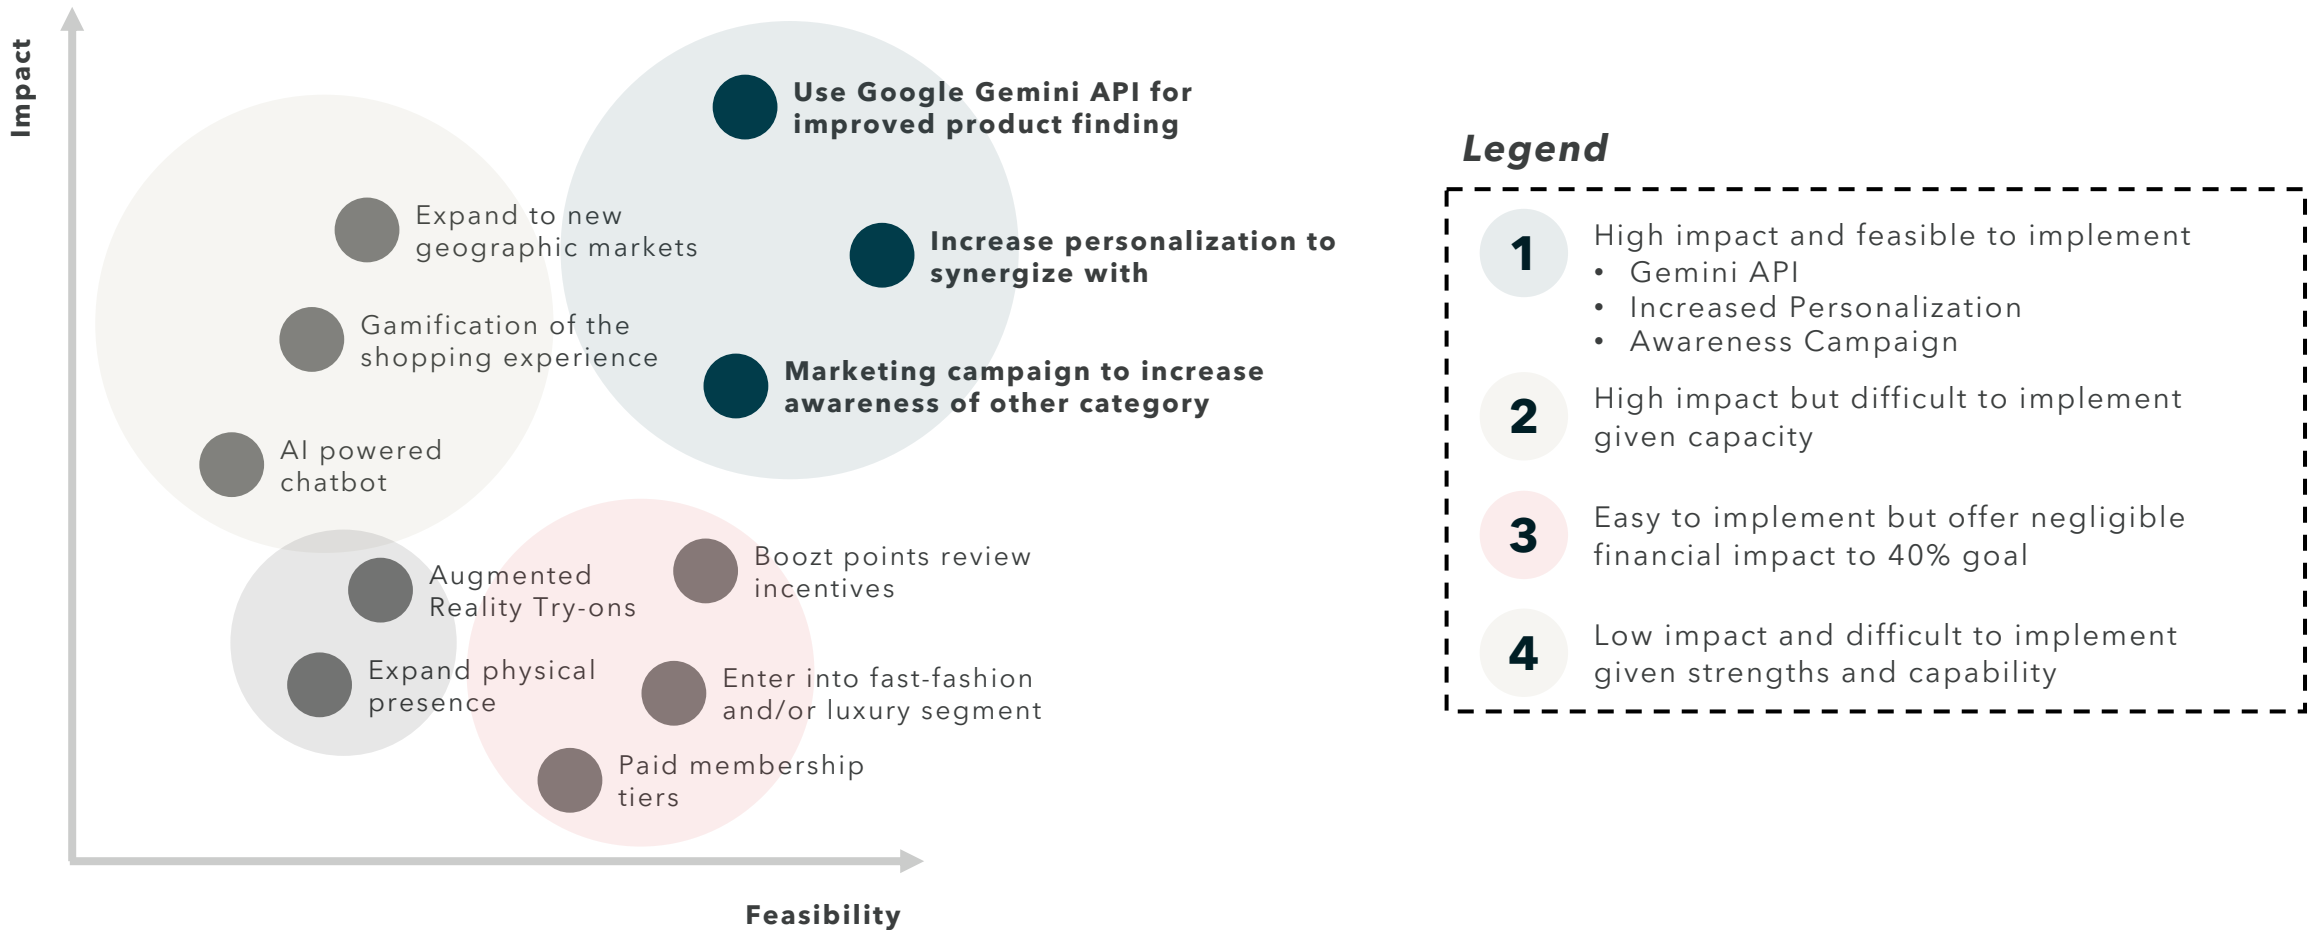 Impact
Use Google Gemini API for
improved product finding
Expand to new
geographic markets
Increase personalization to
synergize with
Gamification of the
shopping experience
Marketing campaign to increase
awareness of other category
AI powered
chatbot
Augmented
Reality Try-ons
Boozt points review
incentives
Expand physical
presence
Enter into fast-fashion
and/or luxury segment
Paid membership
tiers
Feasibility
Legend
1
High impact and feasible to implement
• Gemini API
• Increased Personalization
• Awareness Campaign
2
High impact but difficult to implement
given capacity
3
Easy to implement but offer negligible
financial impact to 40% goal
4
Low impact and difficult to implement
given strengths and capability